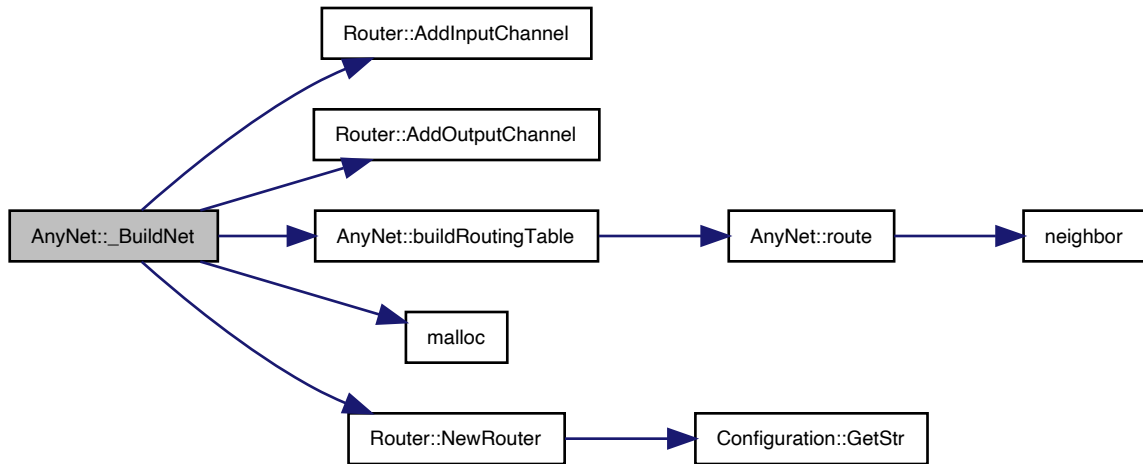 Router::AddInputChannel
Router::AddOutputChannel
AnyNet::_BuildNet
AnyNet::buildRoutingTable
AnyNet::route
neighbor
malloc
Router::NewRouter
Configuration::GetStr